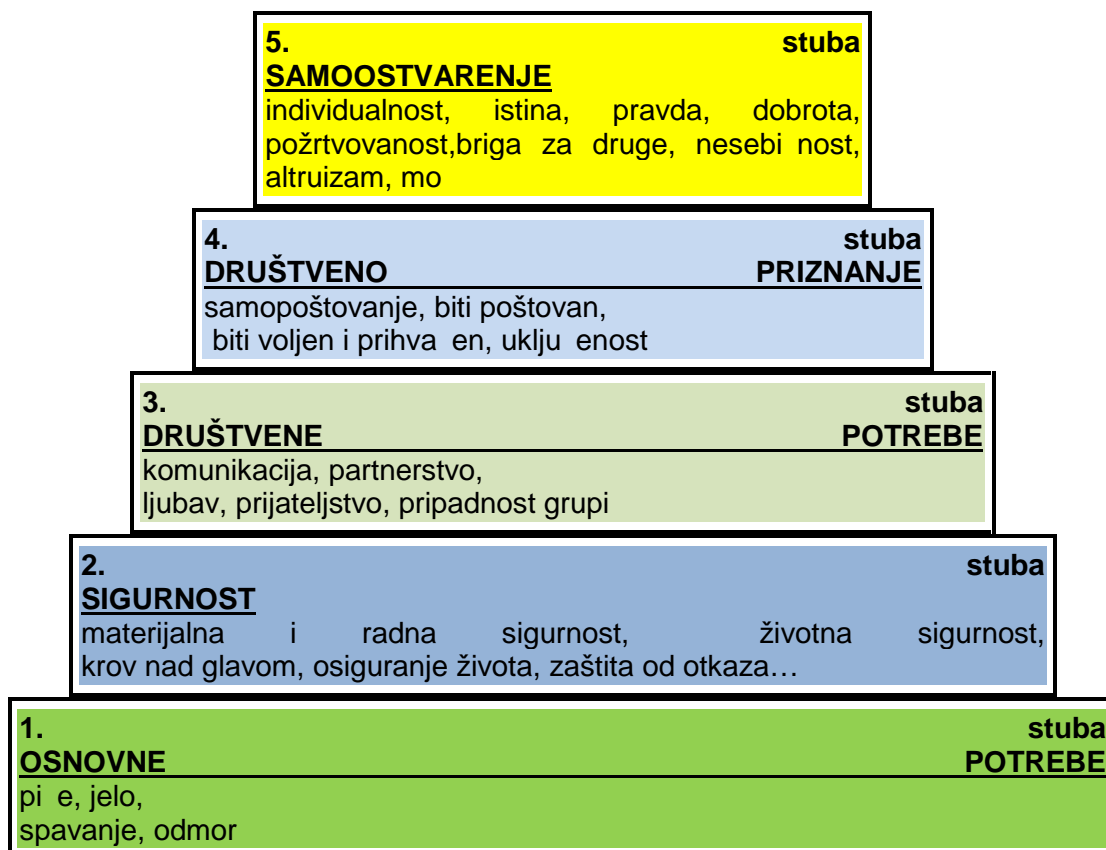 5. stuba
SAMOOSTVARENJE
individualnost, istina, pravda, dobrota,
požrtvovanost,briga za druge, nesebi nost,
altruizam, mo
4. stuba
DRUŠTVENO PRIZNANJE
samopoštovanje, biti poštovan,
biti voljen i prihva en, uklju enost
3. stuba
DRUŠTVENE POTREBE
komunikacija, partnerstvo,
ljubav, prijateljstvo, pripadnost grupi
2. stuba
SIGURNOST
materijalna i radna sigurnost, životna sigurnost,
krov nad glavom, osiguranje života, zaštita od otkaza…
1. stuba
OSNOVNE POTREBE
pi e, jelo,
spavanje, odmor